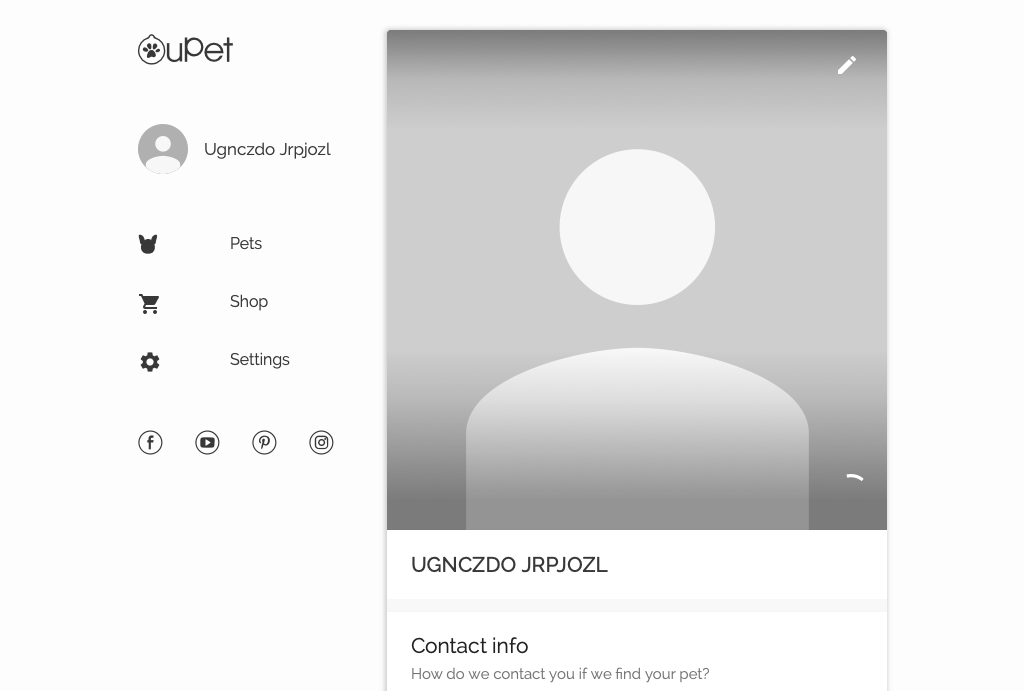 uPet
Ugnczdo Jrpjozl
Pets
Shop
Settings
UGNCZDO JRPJOZL
Contact info
How do we contact you if we find your pet?